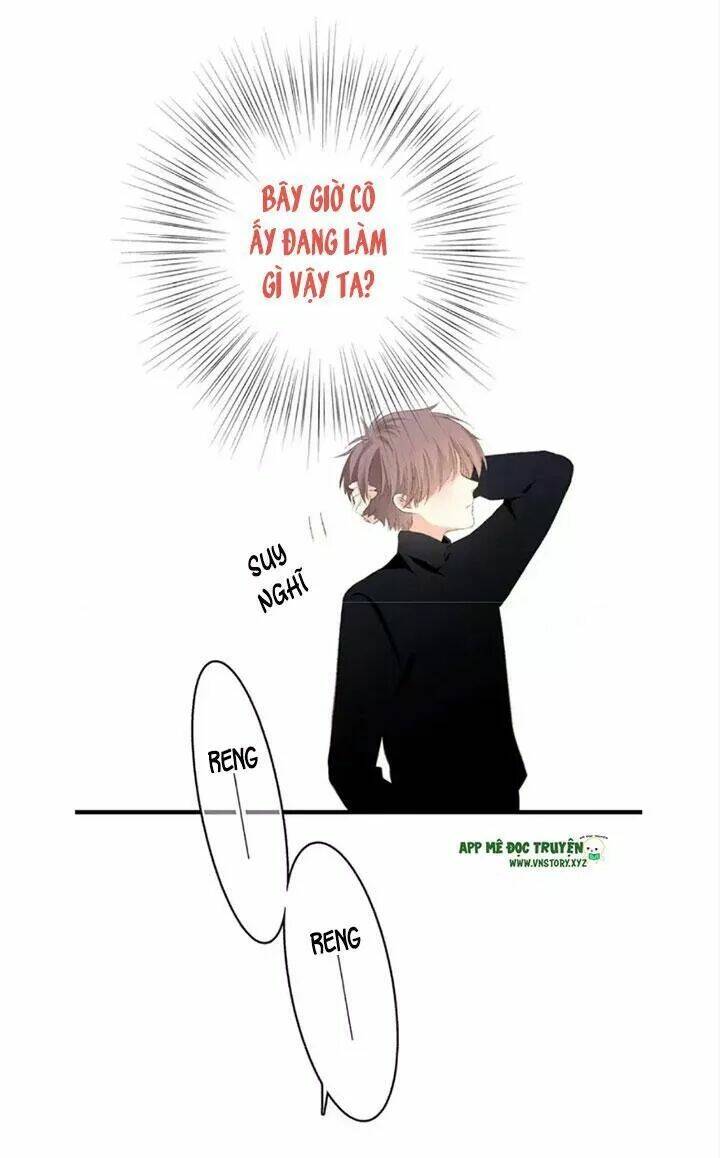 BÂY GIỜ CÔ
ẤY ĐANG LÀM
GÌ VẬY TA?
SUY
NGHĨ
RENG
APP MÊ ĐỌC TRUYỆN
WWW.VNSTORY.XYZ
RENG